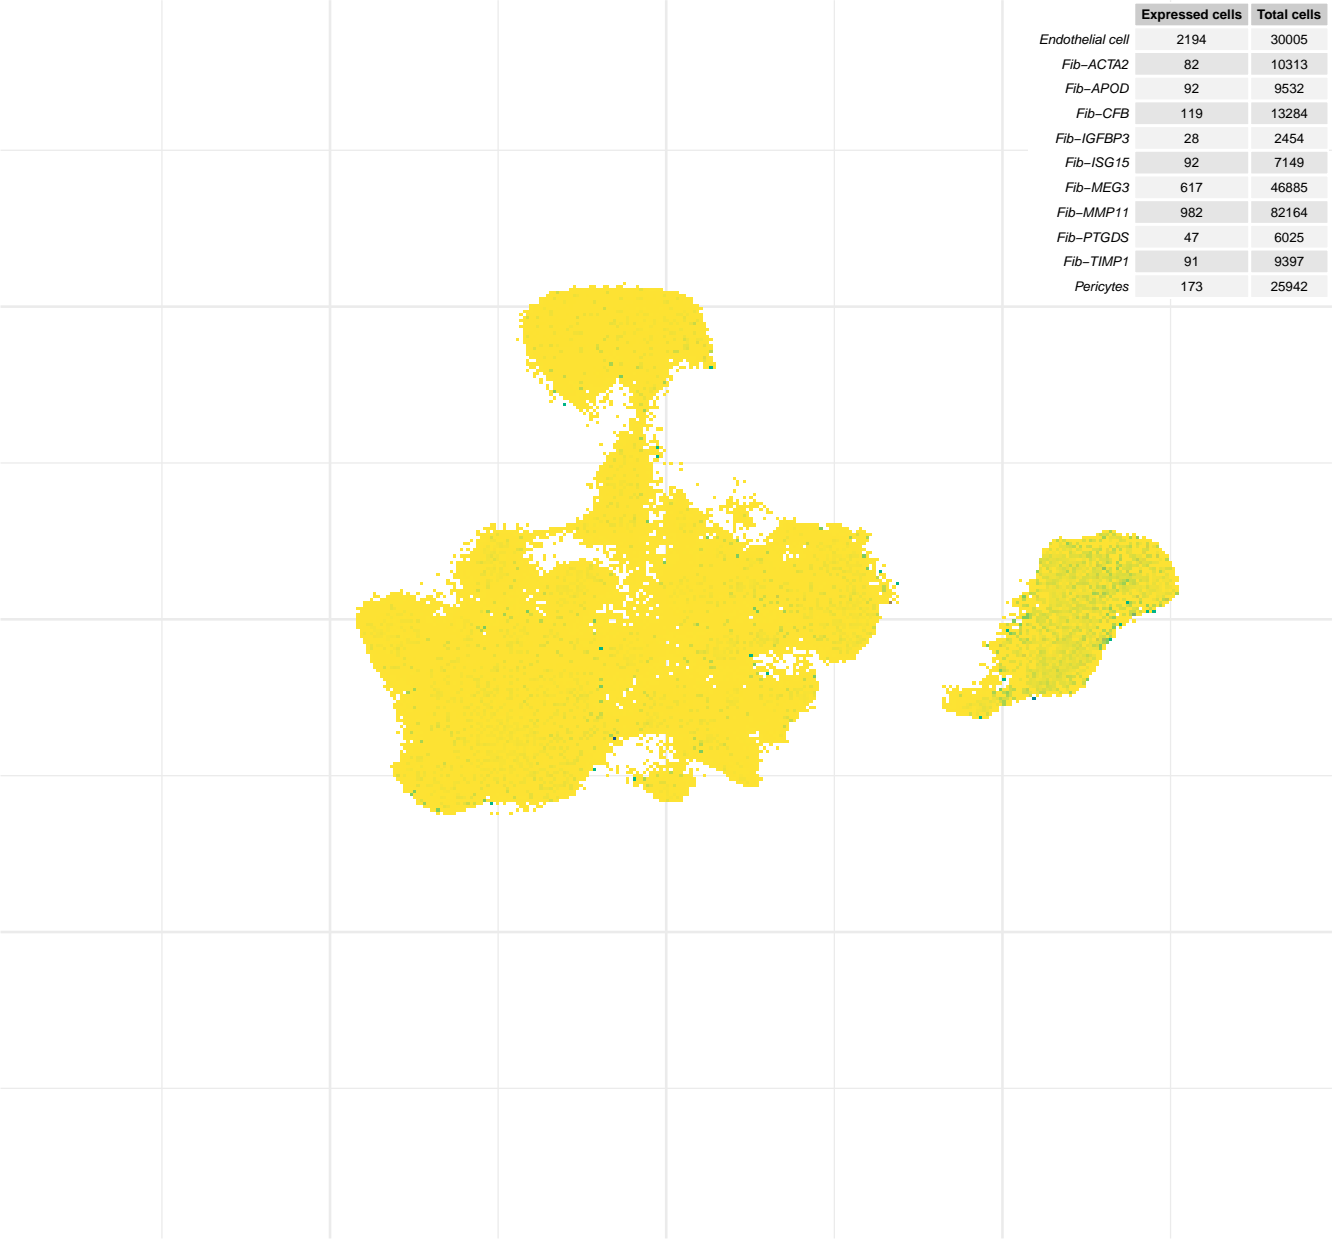 Expressed cells Total cells
Endothelial cell 2194 30005
Fib−ACTA2 82 10313
Fib−APOD 92 9532
Fib−CFB 119 13284
Fib−IGFBP3 28 2454
Fib−ISG15 92 7149
Fib−MEG3 617 46885
Fib−MMP11 982 82164
Fib−PTGDS 47 6025
Fib−TIMP1 91 9397
Pericytes 173 25942